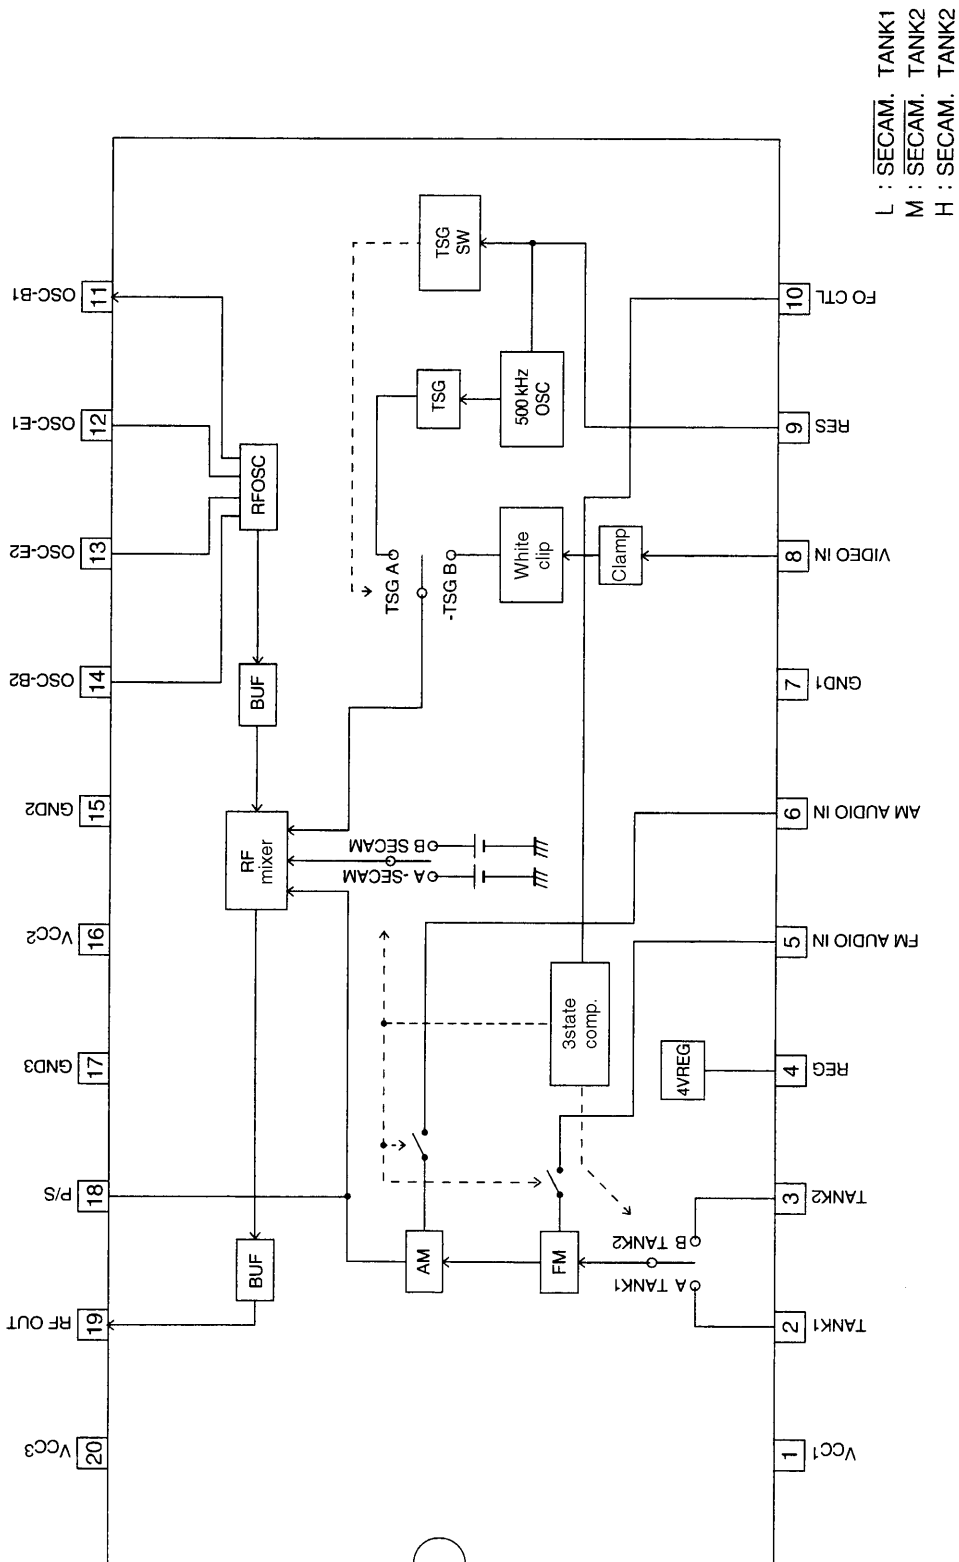 20
19
18
17
16
15
14
13
12
11
VCC3
RF OUT
P/S
GND3
VCC2
GND2
OSC-B2
OSC-E2
OSC-E1
OSC-B1
BUF
RF
mixer
BUF
RFOSC
AM
FM
A TANK1
B TANK2
3state
comp.
4VREG
A -SECAM
B SECAM
TSG A
-TSG B
White
clip
Clamp
TSG
500 kHz
OSC
TSG
SW
1
2
3
4
5
6
7
8
9
10
VCC1
TANK1
TANK2
REG
FM AUDIO IN
AM AUDIO IN
GND1
VIDEO IN
RES
FO CTL
L : S̅E̅C̅A̅M̅. TANK1
M : S̅E̅C̅A̅M̅. TANK2
H : SECAM. TANK2